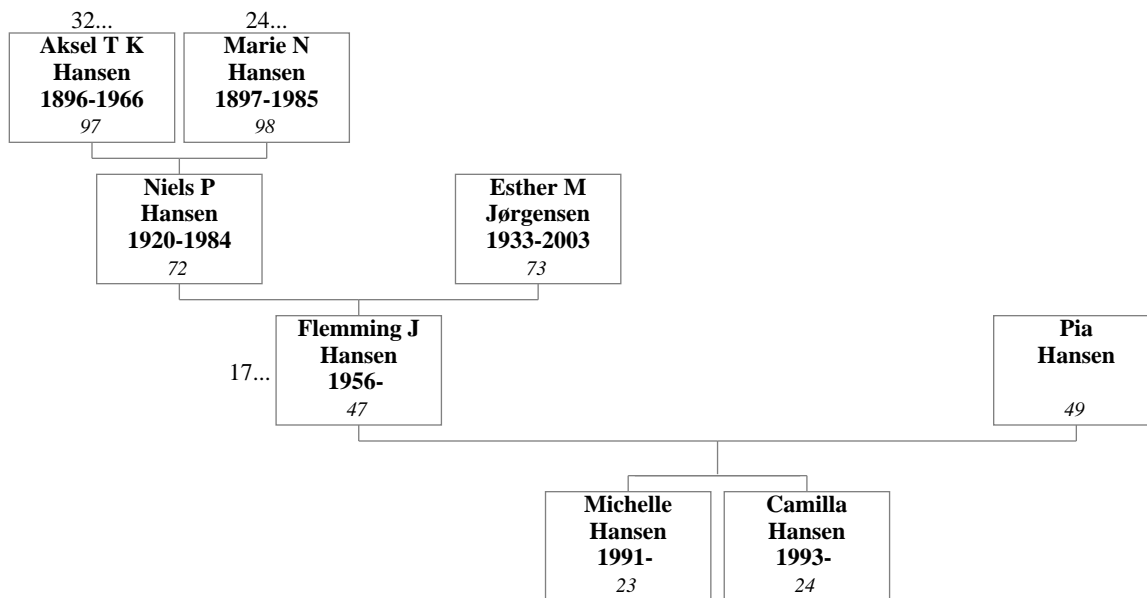 32...
24...
Aksel T K
Hansen
1896-1966
97
Marie N
Hansen
1897-1985
98
Niels P
Hansen
1920-1984
72
Esther M
Jørgensen
1933-2003
73
17...
Flemming J
Hansen
1956-
47
Pia
Hansen
49
Michelle
Hansen
1991-
23
Camilla
Hansen
1993-
24